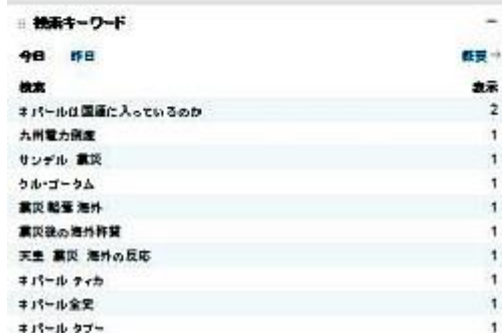 検索キーワード –
今日 昨日 概要→
検索 表示
ネパールは国連に入っているのか 2
九州電力倒産 1
サンデル 震災 1
クル・ゴータム 1
震災 報道 海外 1
震災後の海外称賛 1
天皇 震災 海外の反応 1
ネパール ティカ 1
ネパール全史 1
ネパール タブー 1